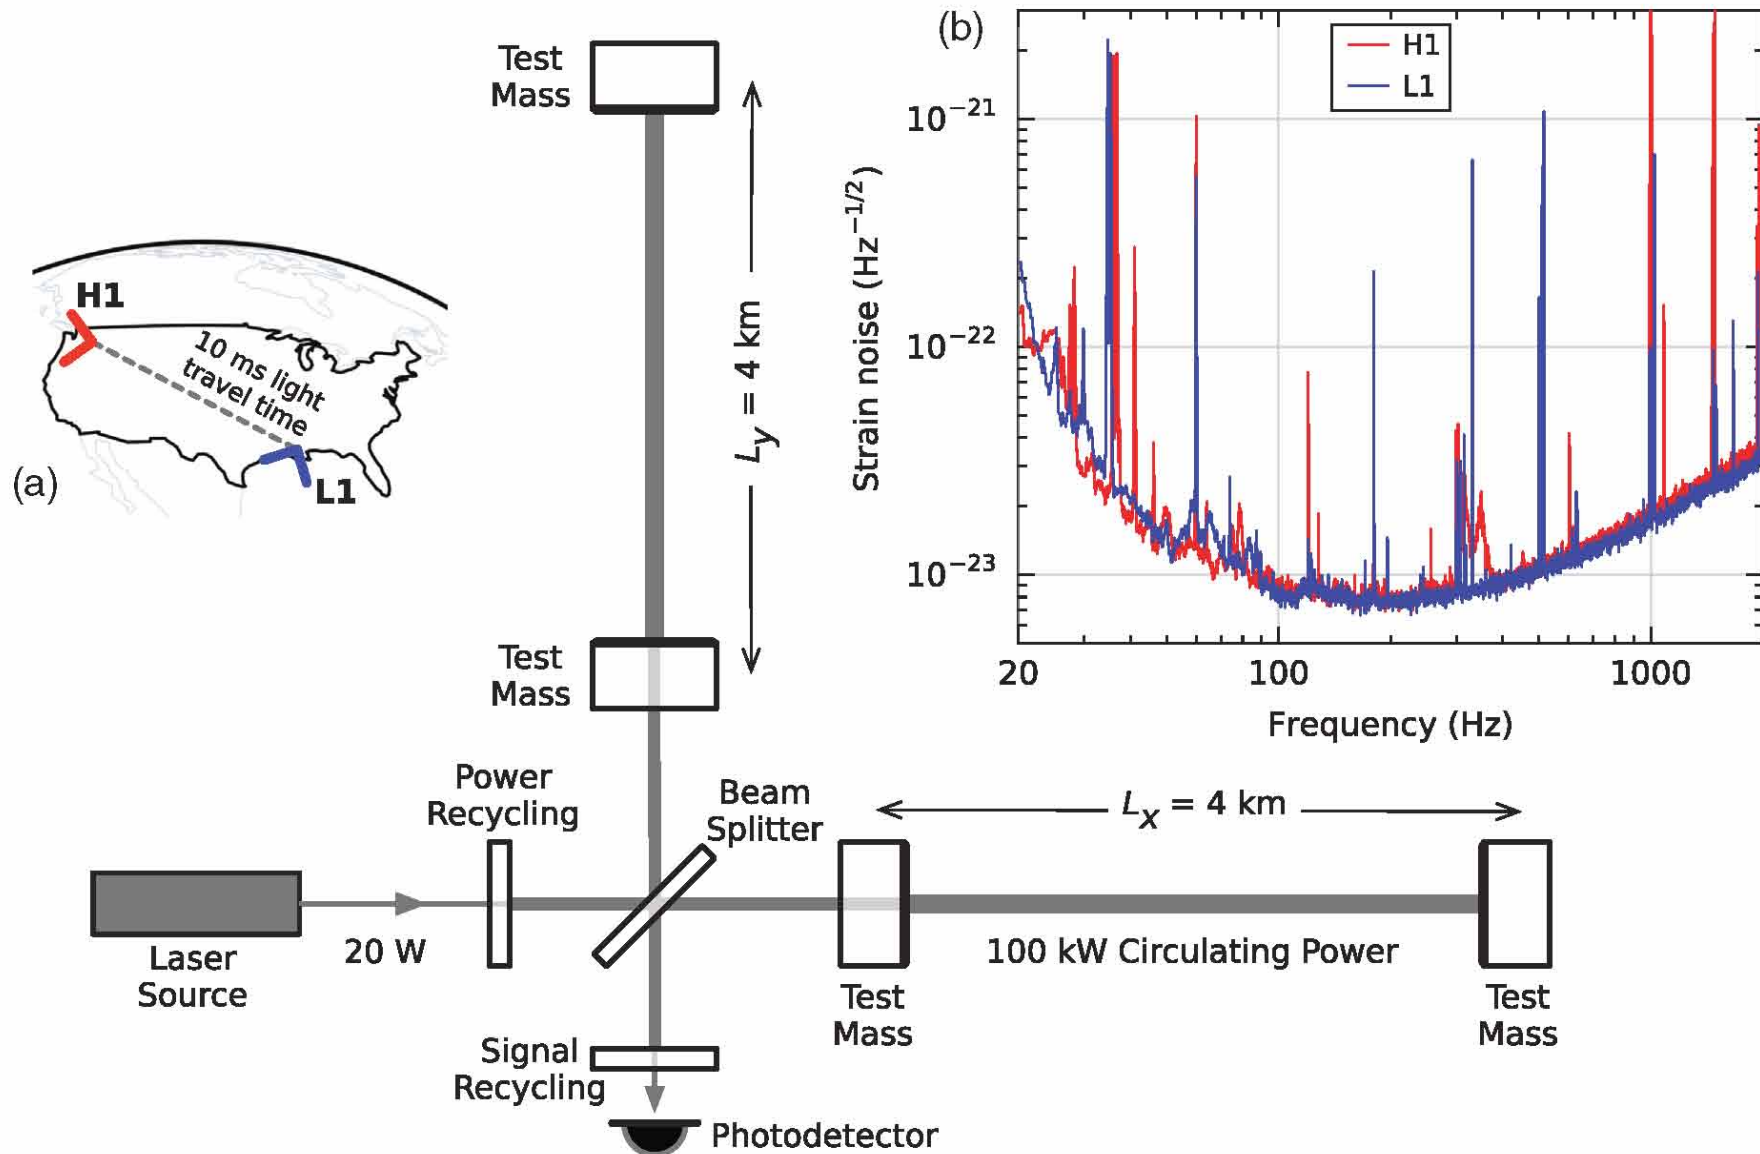 Test
Mass
L_y = 4 km
H1
10 ms light
travel time
L1
(a)
(b)
H1
L1
Strain noise (Hz^{-1/2})
10^{-21}
10^{-22}
10^{-23}
20
100
1000
Frequency (Hz)
Test
Mass
Power
Recycling
Beam
Splitter
L_x = 4 km
Laser
Source
20 W
100 kW Circulating Power
Test
Mass
Test
Mass
Signal
Recycling
Photodetector